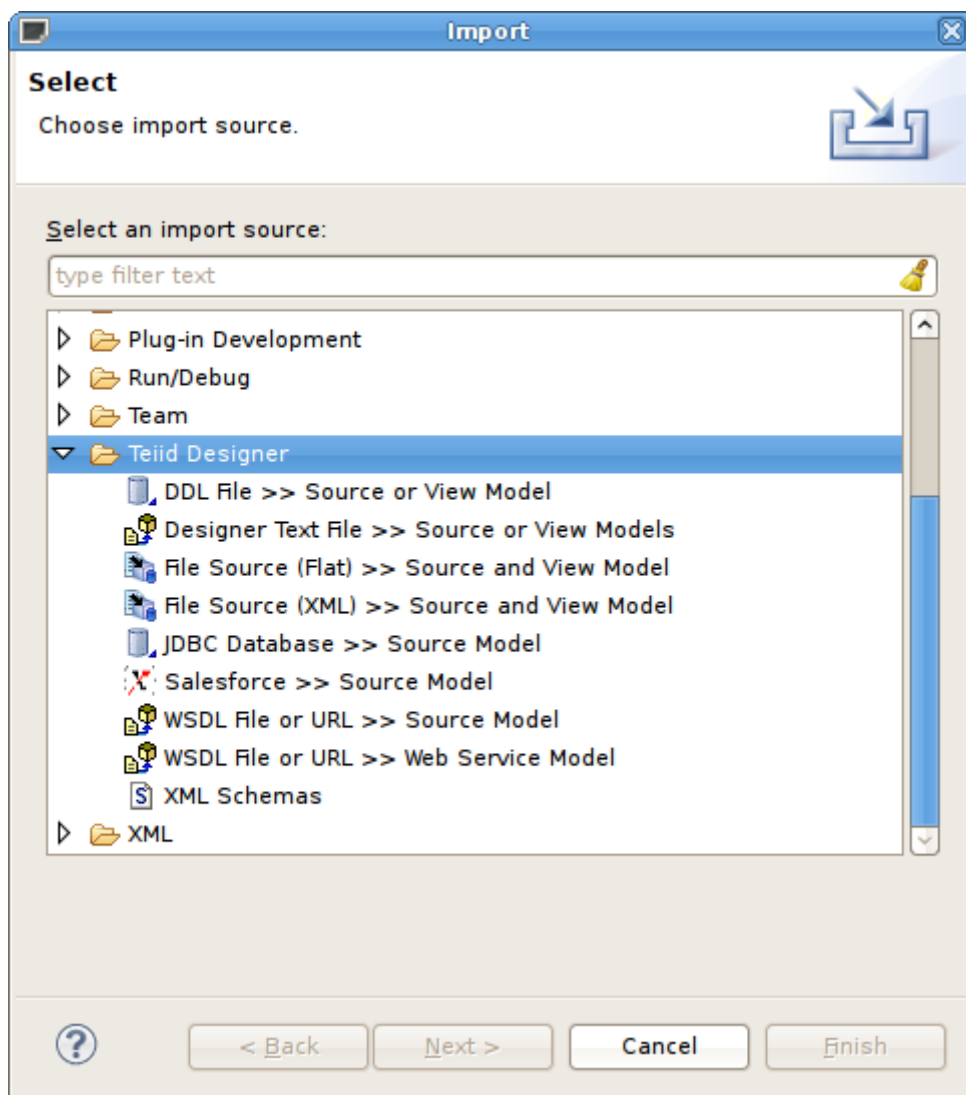 Import
Select
Choose import source.
Select an import source:
type filter text
Plug-in Development
Run/Debug
Team
Teiid Designer
DDL File >> Source or View Model
Designer Text File >> Source or View Models
File Source (Flat) >> Source and View Model
File Source (XML) >> Source and View Model
JDBC Database >> Source Model
Salesforce >> Source Model
WSDL File or URL >> Source Model
WSDL File or URL >> Web Service Model
XML Schemas
XML
< Back Next > Cancel Finish